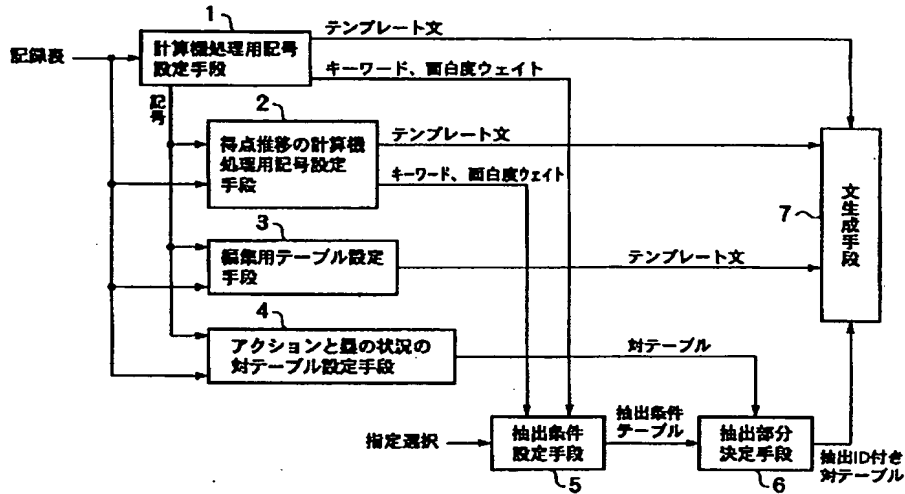 1
テンプレート文
記録表
計算機処理用記号
設定手段
キーワード、面白度ウェイト
記号
2
得点推移の計算機
処理用記号設定
手段
テンプレート文
キーワード、面白度ウェイト
7
文生成手段
3
編集用テーブル設定
手段
テンプレート文
4
アクションと塁の状況の
対テーブル設定手段
対テーブル
指定選択
抽出条件
設定手段
抽出条件
テーブル
抽出部分
決定手段
抽出ID付き
対テーブル
5
6